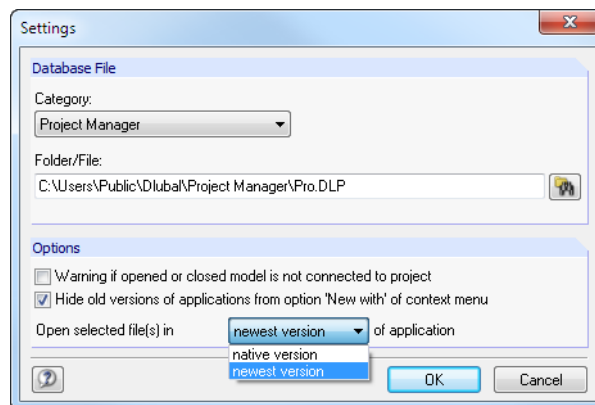 Settings
Database File
Category:
Project Manager
Folder/File:
C:\Users\Public\Dlubal\Project Manager\Pro.DLP
Options
Warning if opened or closed model is not connected to project
Hide old versions of applications from option 'New with' of context menu
Open selected file(s) in newest version of application
native version
newest version
OK Cancel